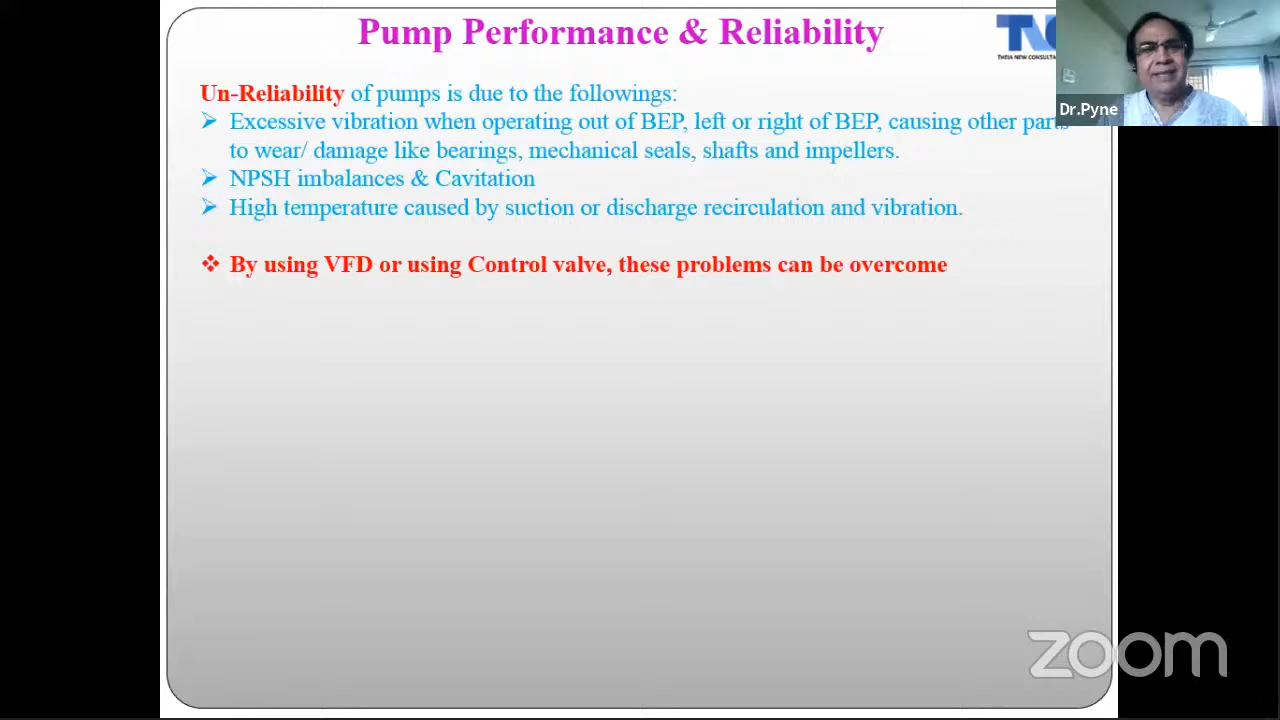 Pump Performance & Reliability
THEIA NEW CONSULTA
Un-Reliability of pumps is due to the followings:
➢ Excessive vibration when operating out of BEP, left or right of BEP, causing other parts
to wear/ damage like bearings, mechanical seals, shafts and impellers.
➢ NPSH imbalances & Cavitation
➢ High temperature caused by suction or discharge recirculation and vibration.
❖ By using VFD or using Control valve, these problems can be overcome
Dr.Pyne
zoom